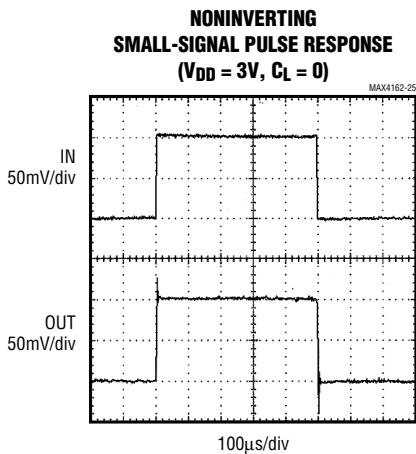 NONINVERTING
SMALL-SIGNAL PULSE RESPONSE
(VDD = 3V, CL = 0)
MAX4162-25
IN
50mV/div
OUT
50mV/div
100µs/div